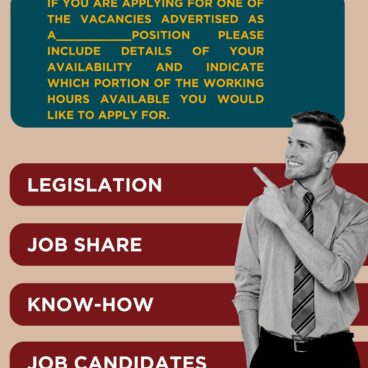 IF YOU ARE APPLYING FOR ONE OF
THE VACANCIES ADVERTISED AS
A____________POSITION PLEASE
INCLUDE DETAILS OF YOUR
AVAILABILITY AND INDICATE
WHICH PORTION OF THE WORKING
HOURS AVAILABLE YOU WOULD
LIKE TO APPLY FOR.
LEGISLATION
JOB SHARE
KNOW-HOW
JOB CANDIDATES